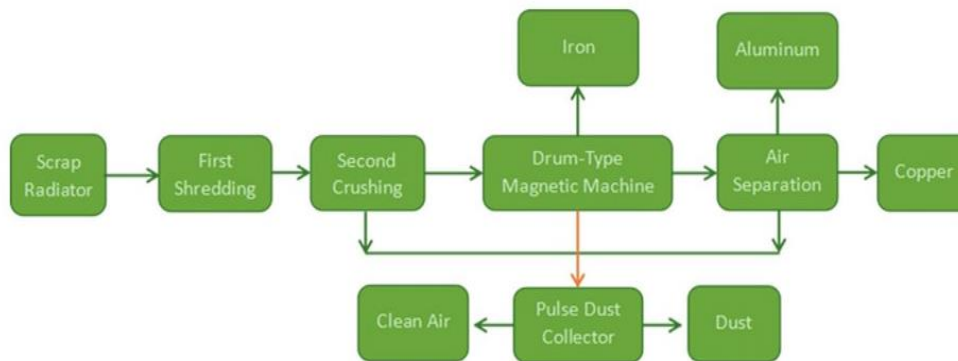 Iron
Aluminum
Scrap
Radiator
First
Shredding
Second
Crushing
Drum-Type
Magnetic Machine
Air
Separation
Copper
Clean Air
Pulse Dust
Collector
Dust